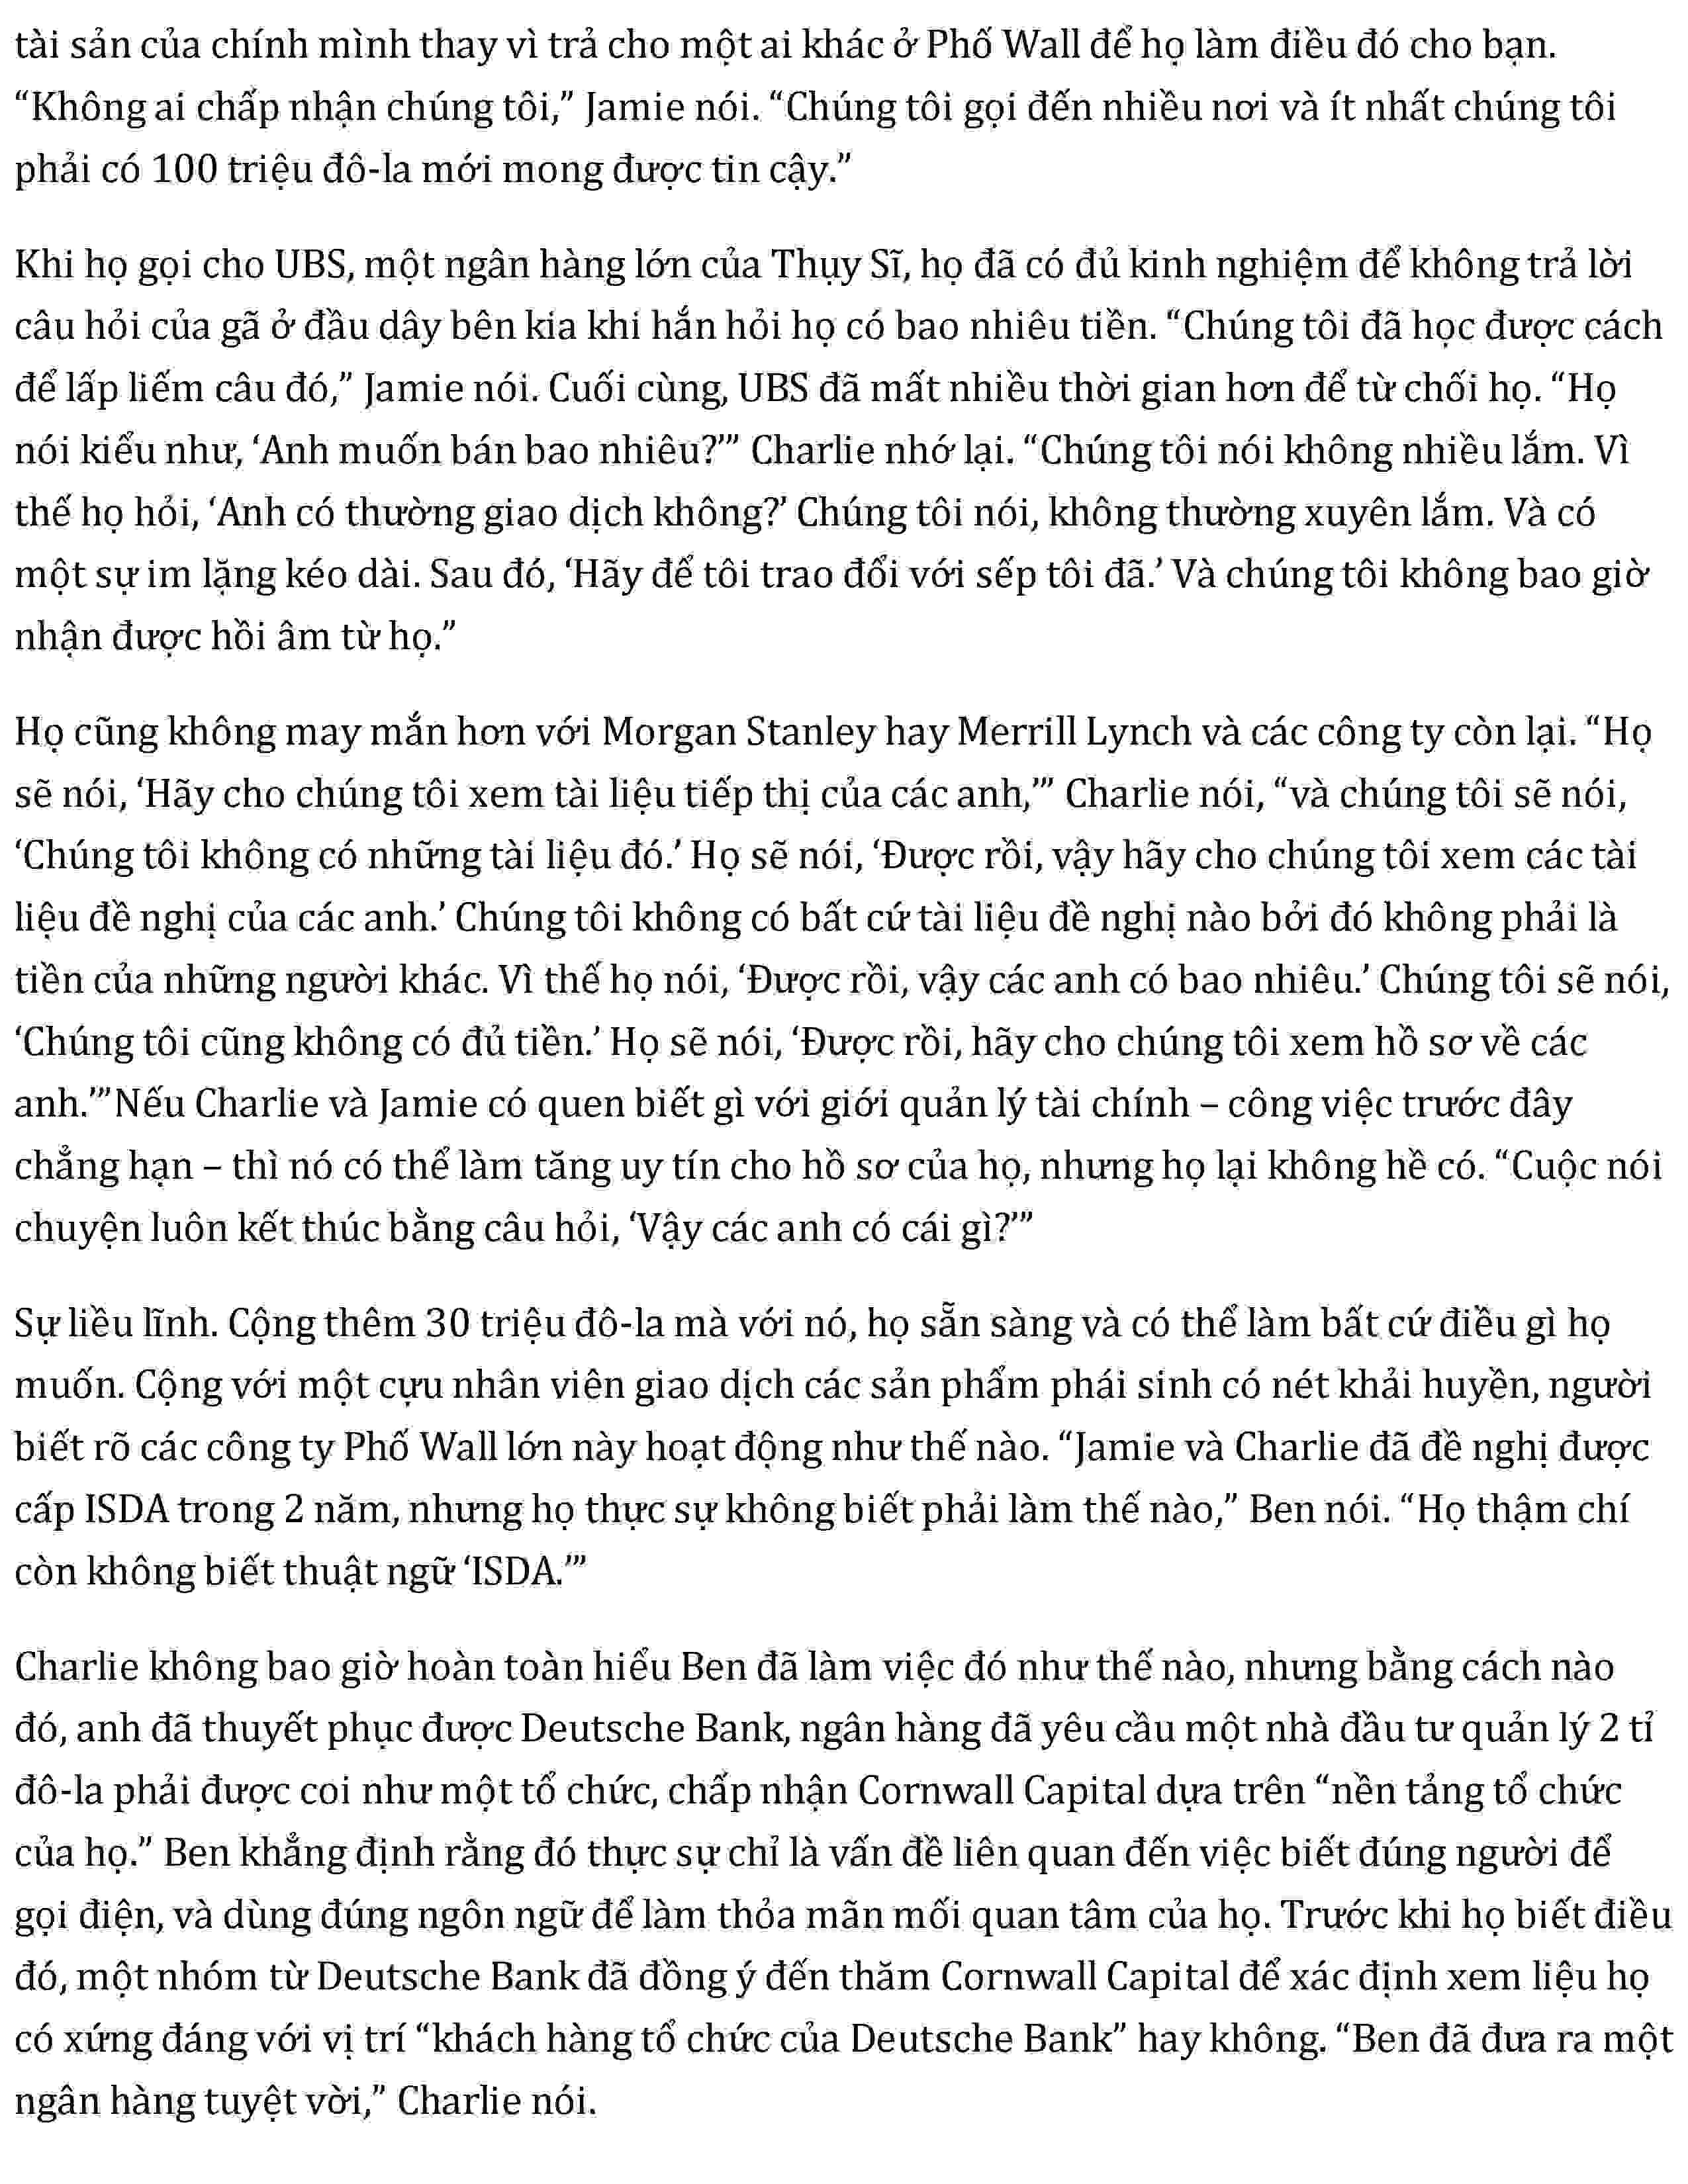 tài sản của chính mình thay vì trả cho một ai khác ở Phố Wall để họ làm điều đó cho bạn.
“Không ai chấp nhận chúng tôi,” Jamie nói. “Chúng tôi gọi đến nhiều nơi và ít nhất chúng tôi
phải có 100 triệu đô-la mới mong được tin cậy.”
Khi họ gọi cho UBS, một ngân hàng lớn của Thụy Sĩ, họ đã có đủ kinh nghiệm để không trả lời
câu hỏi của gã ở đầu dây bên kia khi hắn hỏi họ có bao nhiêu tiền. “Chúng tôi đã học được cách
để lấp liếm câu đó,” Jamie nói. Cuối cùng, UBS đã mất nhiều thời gian hơn để từ chối họ. “Họ
nói kiểu như, ‘Anh muốn bán bao nhiêu?’” Charlie nhớ lại. “Chúng tôi nói không nhiều lắm. Vì
thế họ hỏi, ‘Anh có thường giao dịch không?’ Chúng tôi nói, không thường xuyên lắm. Và có
một sự im lặng kéo dài. Sau đó, ‘Hãy để tôi trao đổi với sếp tôi đã.’ Và chúng tôi không bao giờ
nhận được hồi âm từ họ.”
Họ cũng không may mắn hơn với Morgan Stanley hay Merrill Lynch và các công ty còn lại. “Họ
sẽ nói, ‘Hãy cho chúng tôi xem tài liệu tiếp thị của các anh,’” Charlie nói, “và chúng tôi sẽ nói,
‘Chúng tôi không có những tài liệu đó.’ Họ sẽ nói, ‘Được rồi, vậy hãy cho chúng tôi xem các tài
liệu đề nghị của các anh.’ Chúng tôi không có bất cứ tài liệu đề nghị nào bởi đó không phải là
tiền của những người khác. Vì thế họ nói, ‘Được rồi, vậy các anh có bao nhiêu.’ Chúng tôi sẽ nói,
‘Chúng tôi cũng không có đủ tiền.’ Họ sẽ nói, ‘Được rồi, hãy cho chúng tôi xem hồ sơ về các
anh.’”Nếu Charlie và Jamie có quen biết gì với giới quản lý tài chính – công việc trước đây
chẳng hạn – thì nó có thể làm tăng uy tín cho hồ sơ của họ, nhưng họ lại không hề có. “Cuộc nói
chuyện luôn kết thúc bằng câu hỏi, ‘Vậy các anh có cái gì?’”
Sự liều lĩnh. Cộng thêm 30 triệu đô-la mà với nó, họ sẵn sàng và có thể làm bất cứ điều gì họ
muốn. Cộng với một cựu nhân viên giao dịch các sản phẩm phái sinh có nét khải huyền, người
biết rõ các công ty Phố Wall lớn này hoạt động như thế nào. “Jamie và Charlie đã đề nghị được
cấp ISDA trong 2 năm, nhưng họ thực sự không biết phải làm thế nào,” Ben nói. “Họ thậm chí
còn không biết thuật ngữ ‘ISDA.’”
Charlie không bao giờ hoàn toàn hiểu Ben đã làm việc đó như thế nào, nhưng bằng cách nào
đó, anh đã thuyết phục được Deutsche Bank, ngân hàng đã yêu cầu một nhà đầu tư quản lý 2 tỉ
đô-la phải được coi như một tổ chức, chấp nhận Cornwall Capital dựa trên “nền tảng tổ chức
của họ.” Ben khẳng định rằng đó thực sự chỉ là vấn đề liên quan đến việc biết đúng người để
gọi điện, và dùng đúng ngôn ngữ để làm thỏa mãn mối quan tâm của họ. Trước khi họ biết điều
đó, một nhóm từ Deutsche Bank đã đồng ý đến thăm Cornwall Capital để xác định xem liệu họ
có xứng đáng với vị trí “khách hàng tổ chức của Deutsche Bank” hay không. “Ben đã đưa ra một
ngân hàng tuyệt vời,” Charlie nói.